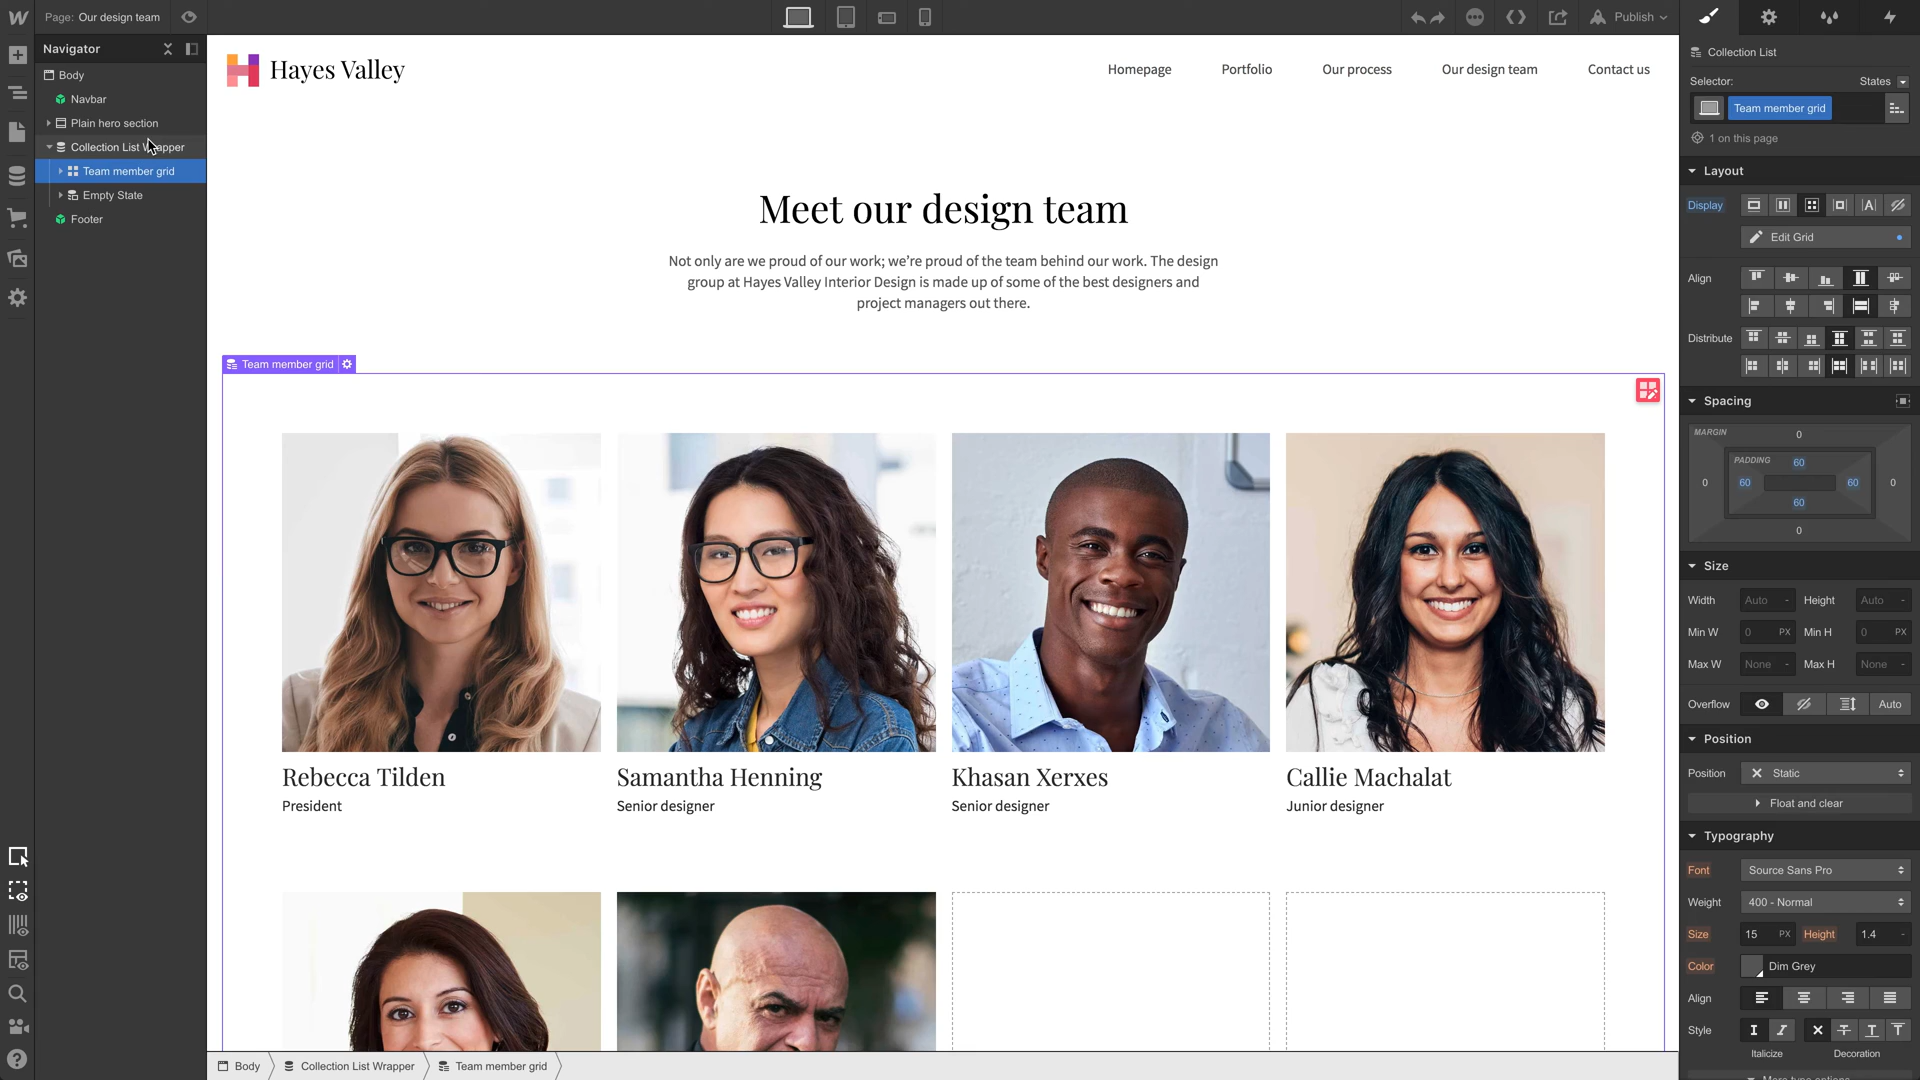 Page: Our design team
Publish
Navigator
Body
Navbar
Plain hero section
Collection List Wrapper
Team member grid
Empty State
Footer
Hayes Valley
Homepage
Portfolio
Our process
Our design team
Contact us
Meet our design team
Not only are we proud of our work; we’re proud of the team behind our work. The design
group at Hayes Valley Interior Design is made up of some of the best designers and
project managers out there.
Team member grid
Rebecca Tilden
President
Samantha Henning
Senior designer
Khasan Xerxes
Senior designer
Callie Machalat
Junior designer
Body
Collection List Wrapper
Team member grid
Collection List
Selector:
States
Team member grid
1 on this page
Layout
Display
Edit Grid
Align
Distribute
Spacing
MARGIN
0
PADDING
60
0
60
60
0
60
0
Size
Width
Auto
-
Height
Auto
-
Min W
0
PX
Min H
0
PX
Max W
None
-
Max H
None
-
Overflow
Auto
Position
Position
Static
Float and clear
Typography
Font
Source Sans Pro
Weight
400 - Normal
Size
15
PX
Height
1.4
-
Color
Dim Grey
Align
Style
Italicize
Decoration
More type options